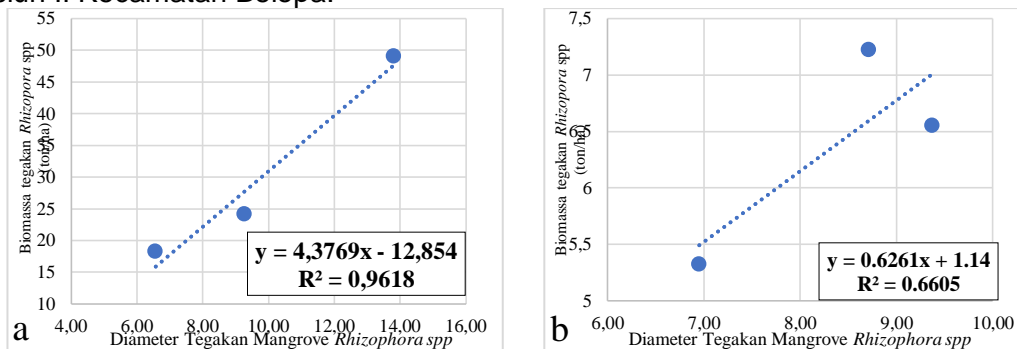 Biomassa tegakan Rhizopora spp
(ton/ha)
55
50
45
40
35
30
25
20
15
10
4,00 6,00 8,00 10,00 12,00 14,00 16,00
y = 4,3769x - 12,854
R² = 0,9618
a
Diameter Tegakan Mangrove Rhizophora spp
Biomassa tegakan Rhizopora spp
(ton/ha)
7,5
7
6,5
6
5,5
5
6,00 7,00 8,00 9,00 10,00
y = 0.6261x + 1.14
R² = 0.6605
b
Diameter Tegakan Mangrove Rhizophora spp